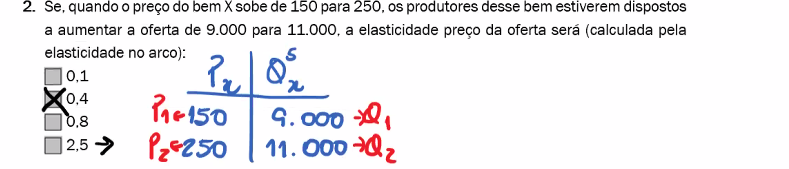 2. Se, quando o preço do bem X sobe de 150 para 250, os produtores desse bem estiverem dispostos
a aumentar a oferta de 9.000 para 11.000, a elasticidade preço da oferta será (calculada pela
elasticidade no arco):
Px Qxs
0,1
0,4
P1←150 9.000→Q1
0,8
2,5 → P2←250 11.000→Q2